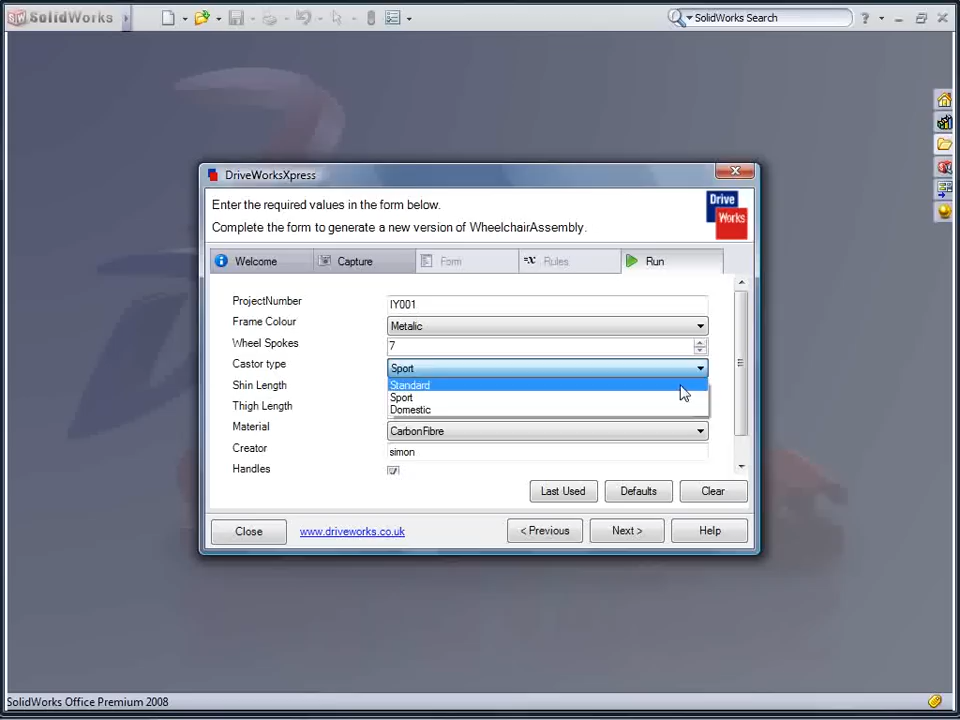 SolidWorks
SolidWorks Search
DriveWorksXpress
Enter the required values in the form below.
Complete the form to generate a new version of WheelchairAssembly.
Drive
Works
Welcome
Capture
Form
Rules
Run
ProjectNumber
IY001
Frame Colour
Metalic
Wheel Spokes
7
Castor type
Sport
Shin Length
Standard
Sport
Thigh Length
Domestic
Material
CarbonFibre
Creator
simon
Handles
Last Used
Defaults
Clear
Close
www.driveworks.co.uk
< Previous
Next >
Help
SolidWorks Office Premium 2008